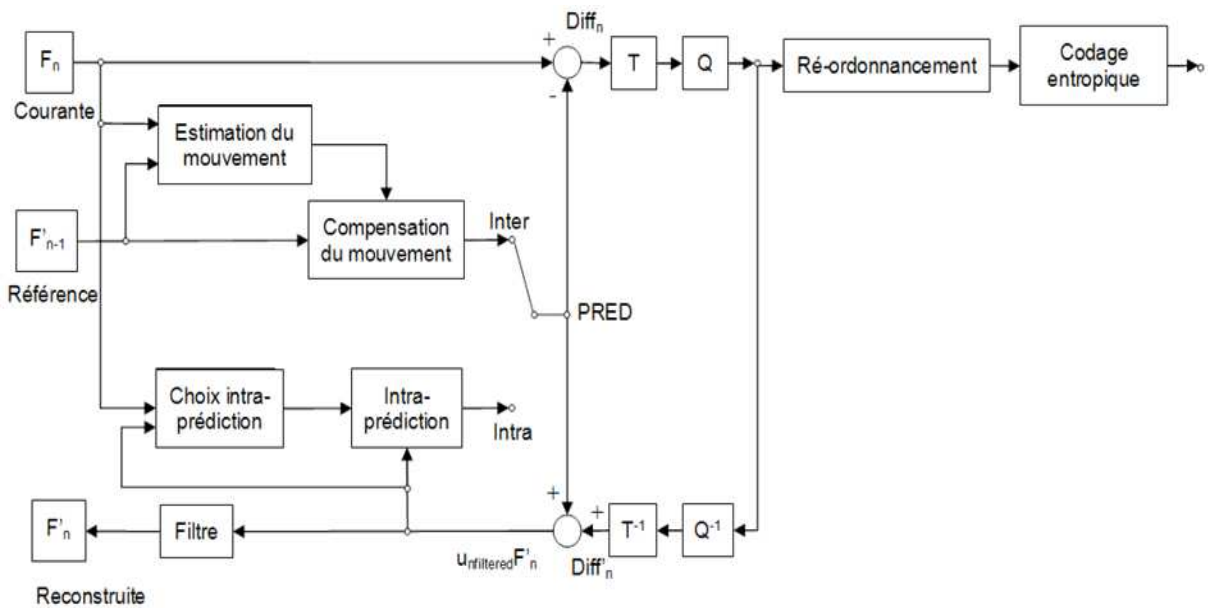 Diffₙ
+
Fₙ
T
Q
Ré-ordonnancement
Codage
entropique
-
Courante
Estimation du
mouvement
F'ₙ₋₁
Compensation
du mouvement
Inter
Référence
PRED
Choix intra-
prédiction
Intra-
prédiction
Intra
+
+
F'ₙ
Filtre
T⁻¹
Q⁻¹
uₙfilteredF'ₙ
Diff'ₙ
Reconstruite